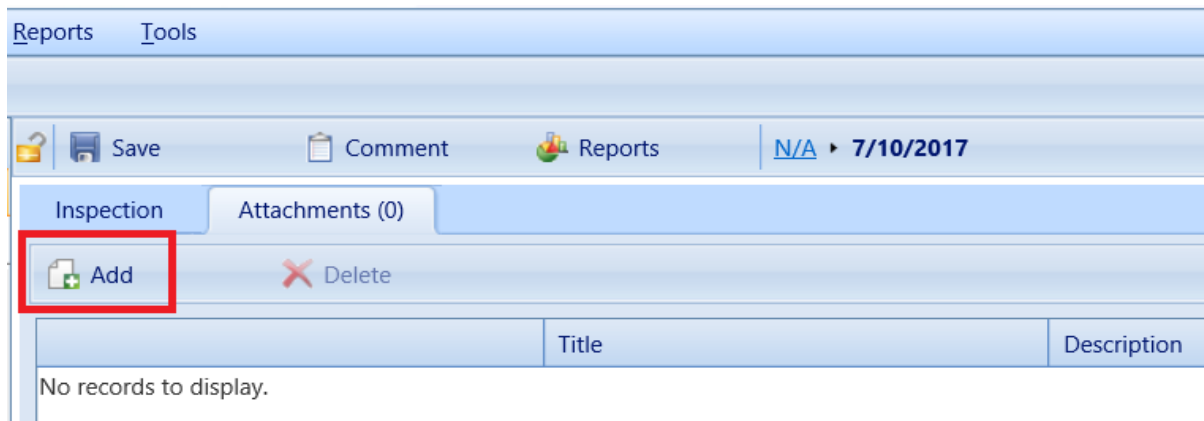 Reports Tools
Save Comment Reports N/A ‣ 7/10/2017
Inspection Attachments (0)
Add Delete
Title Description
No records to display.